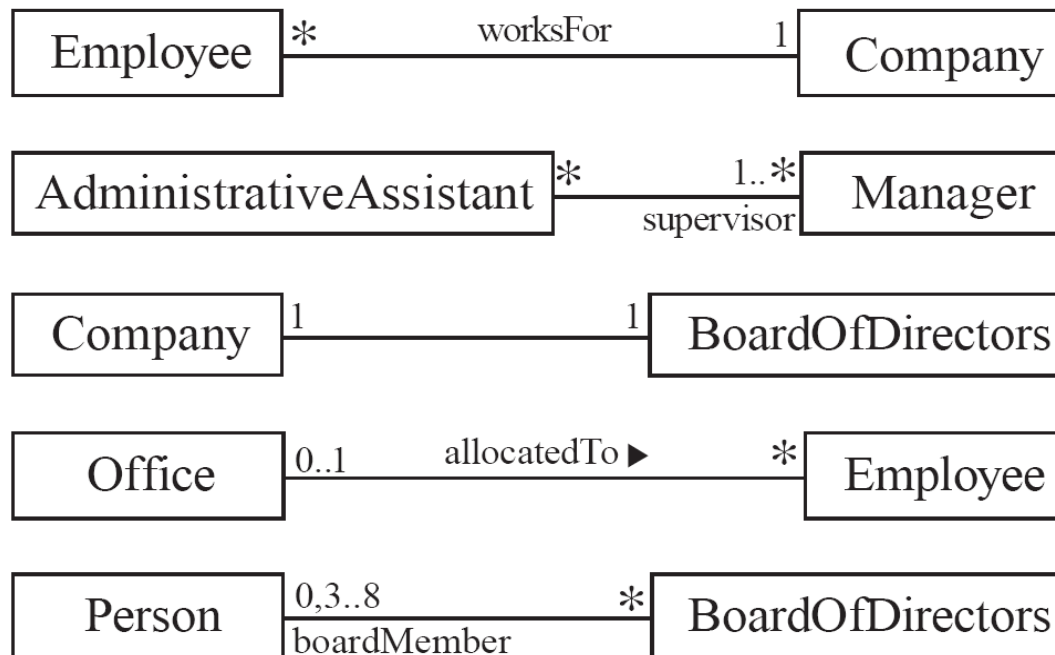 Employee * worksFor 1 Company
AdministrativeAssistant * 1..* Manager
supervisor
Company 1 1 BoardOfDirectors
Office 0..1 allocatedTo ▶ * Employee
Person 0,3..8 * BoardOfDirectors
boardMember